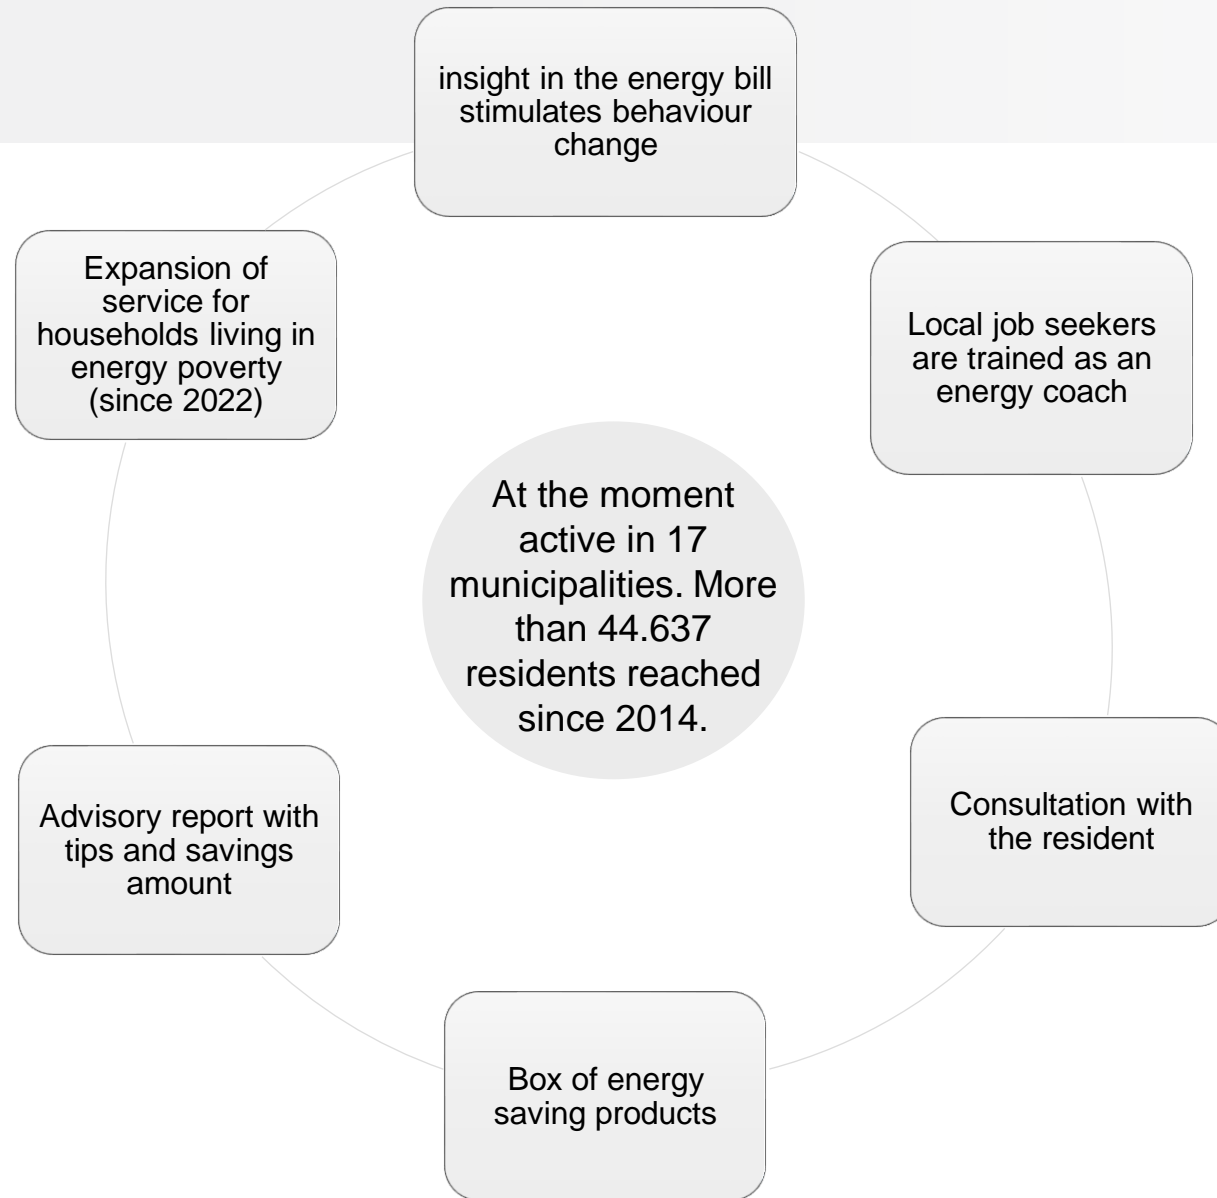 insight in the energy bill
stimulates behaviour
change
Local job seekers
are trained as an
energy coach
Consultation with
the resident
Box of energy
saving products
Advisory report with
tips and savings
amount
Expansion of
service for
households living in
energy poverty
(since 2022)
At the moment
active in 17
municipalities. More
than 44.637
residents reached
since 2014.